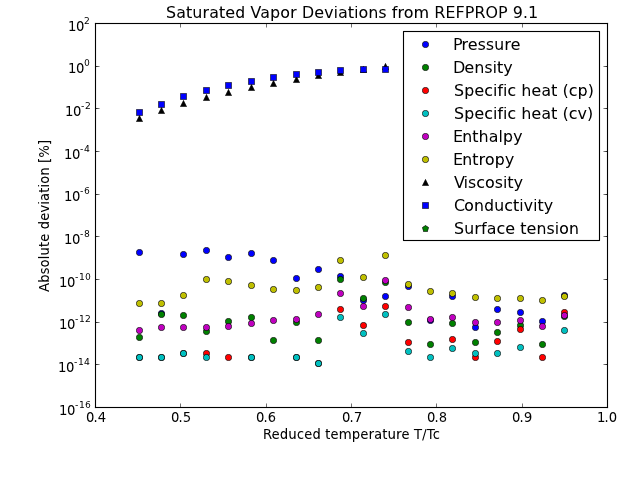 Saturated Vapor Deviations from REFPROP 9.1
10^2
10^0
10^-2
10^-4
10^-6
10^-8
10^-10
10^-12
10^-14
10^-16
Absolute deviation [%]
Pressure
Density
Specific heat (cp)
Specific heat (cv)
Enthalpy
Entropy
Viscosity
Conductivity
Surface tension
0.4 0.5 0.6 0.7 0.8 0.9 1.0
Reduced temperature T/Tc